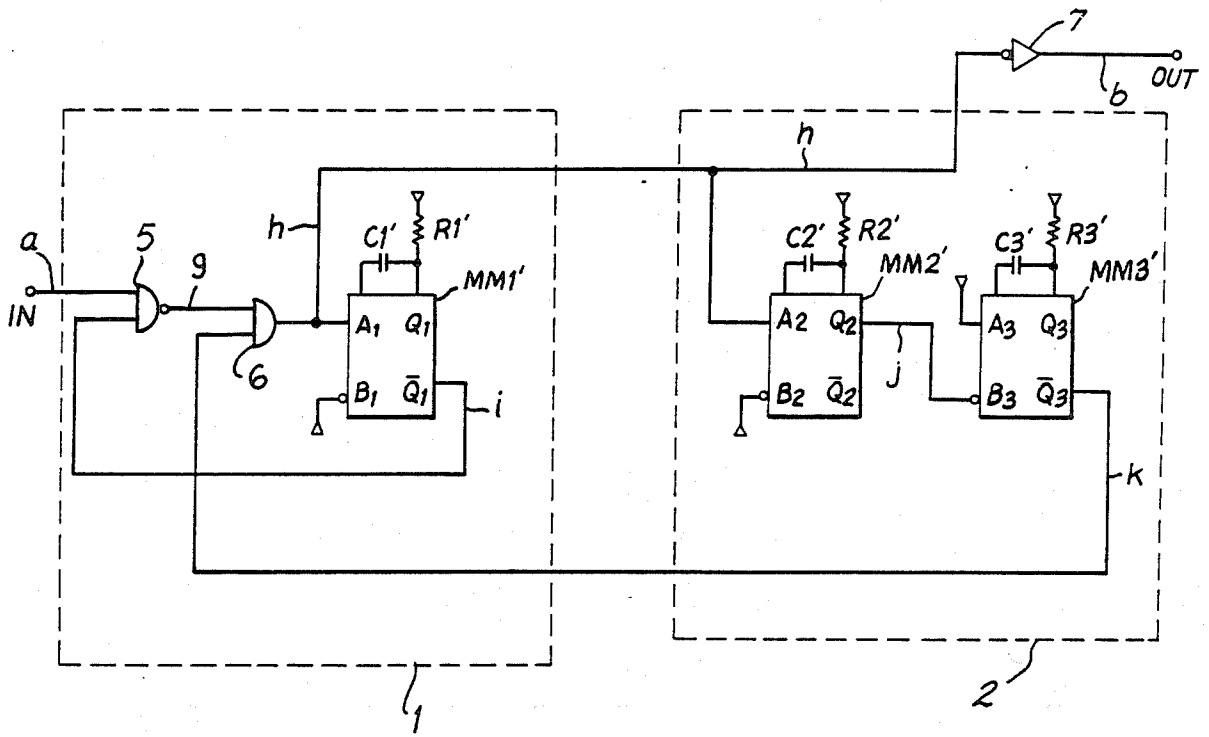 7
OUT
b
h
a
5
g
h
C1'
R1'
MM1'
C2'
R2'
MM2'
C3'
R3'
MM3'
IN
6
A1 Q1
B1 Q̅1
i
A2 Q2
B2 Q̅2
j
A3 Q3
B3 Q̅3
k
1
2